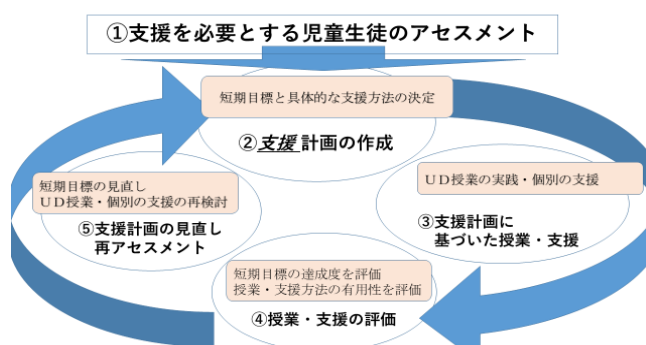 ①支援を必要とする児童生徒のアセスメント
短期目標と具体的な支援方法の決定
②支援計画の作成
UD授業の実践・個別の支援
③支援計画に
基づいた授業・支援
短期目標の達成度を評価
授業・支援方法の有用性を評価
④授業・支援の評価
短期目標の見直し
UD授業・個別の支援の再検討
⑤支援計画の見直し
再アセスメント